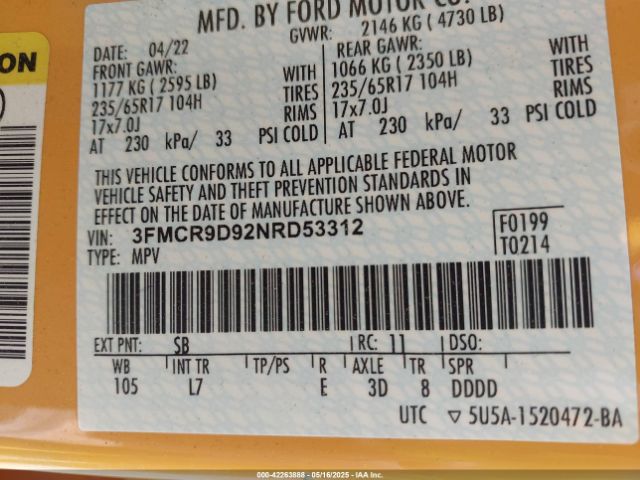 MFD. BY FORD MOTOR CO.
GVWR: 2146 KG ( 4730 LB)
DATE: 04/22
FRONT GAWR:
1177 KG ( 2595 LB)
235/65R17 104H
17x7.0J
WITH
TIRES
RIMS
AT 230 kPa/ 33 PSI COLD
REAR GAWR:
1066 KG ( 2350 LB)
235/65R17 104H
17x7.0J
WITH
TIRES
RIMS
AT 230 kPa/ 33 PSI COLD
THIS VEHICLE CONFORMS TO ALL APPLICABLE FEDERAL MOTOR
VEHICLE SAFETY AND THEFT PREVENTION STANDARDS IN
EFFECT ON THE DATE OF MANUFACTURE SHOWN ABOVE.
VIN: 3FMCR9D92NRD53312
TYPE: MPV
F0199
T0214
EXT PNT: SB RC: 11 DSO:
WB INT TR TP/PS R AXLE TR SPR
105 L7 E 3D 8 DDDD
UTC ▽ 5U5A-1520472-BA
000-42263888 - 05/16/2025 - IAA Inc.